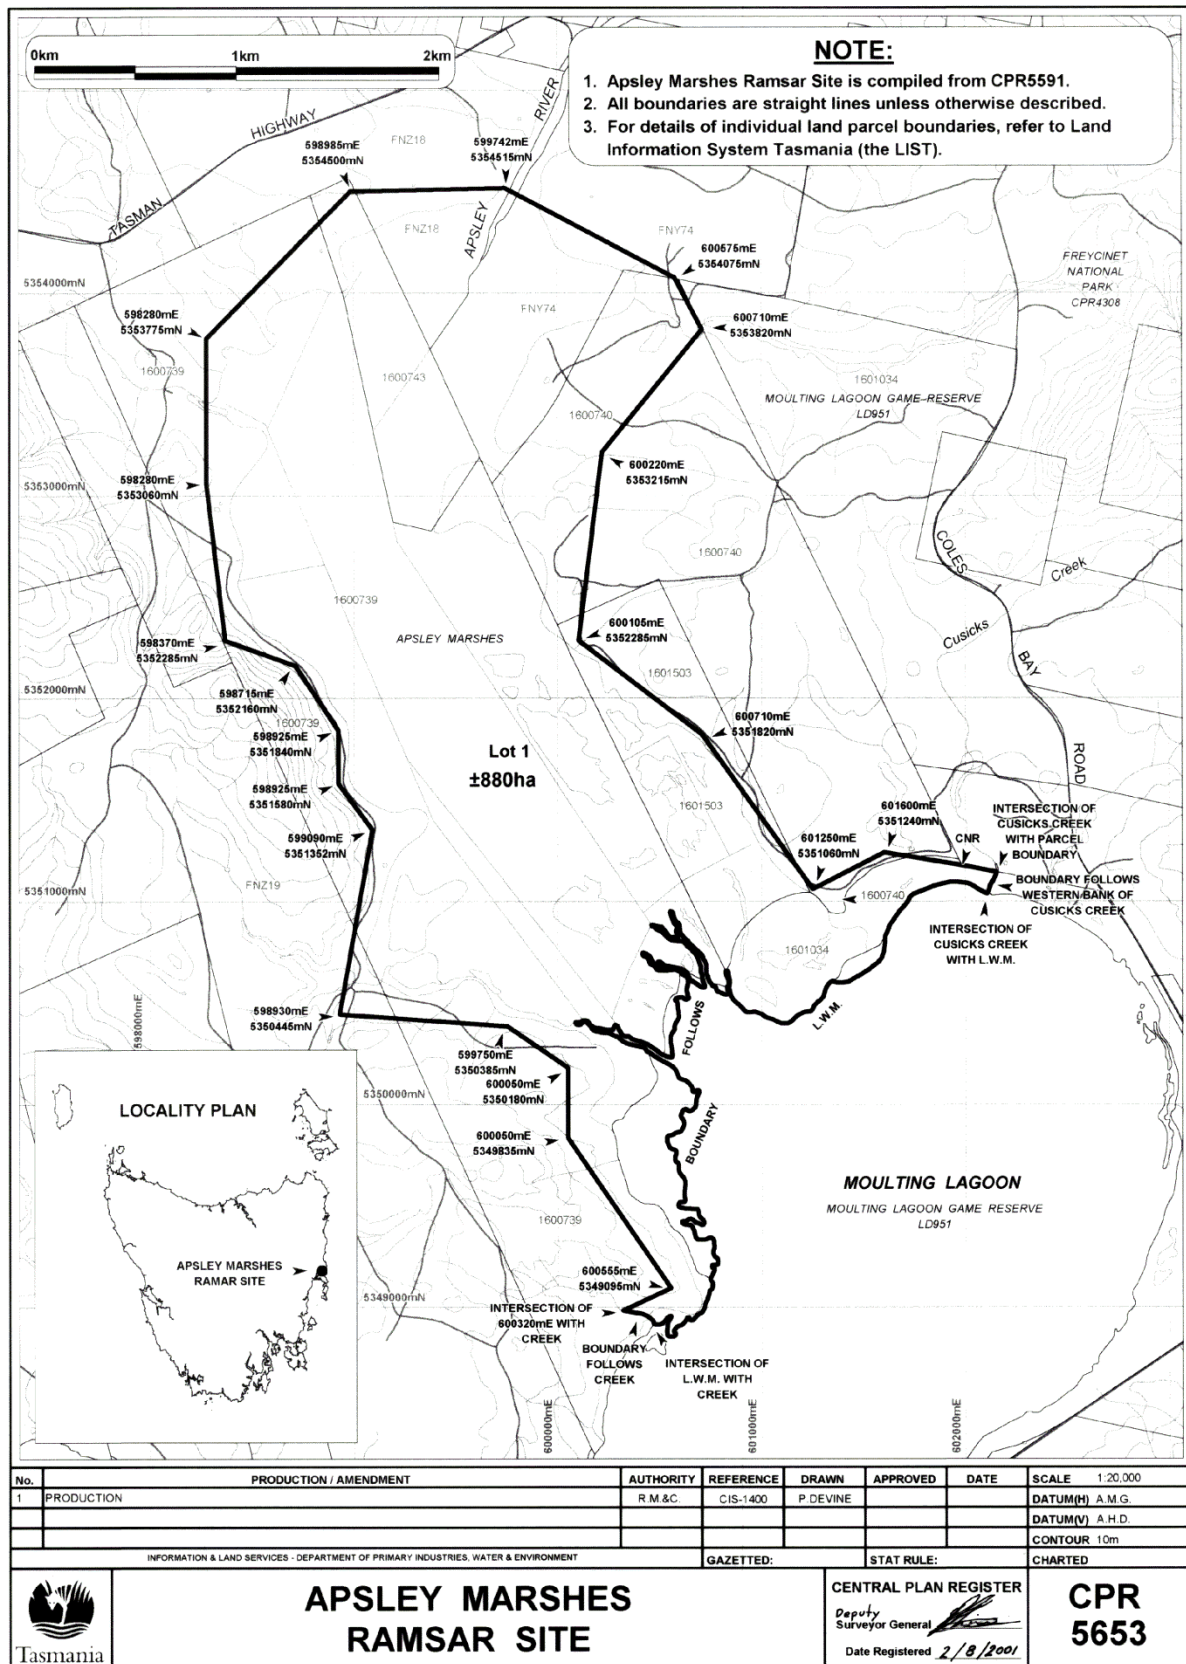 0km 1km 2km
NOTE:
1. Apsley Marshes Ramsar Site is compiled from CPR5591.
2. All boundaries are straight lines unless otherwise described.
3. For details of individual land parcel boundaries, refer to Land
Information System Tasmania (the LIST).
TASMAN
HIGHWAY
APSLEY
RIVER
FNZ18
FNZ18
598985mE
5354500mN
599742mE
5354515mN
FNY74
600575mE
5354075mN
FREYCINET
NATIONAL
PARK
CPR4308
5354000mN
FNY74
598280mE
5353775mN
600710mE
5353820mN
1600739
1600743
1601034
MOULTING LAGOON GAME RESERVE
LD951
1600740
600220mE
5353215mN
5353000mN
598280mE
5353060mN
1600740
COLES
BAY
ROAD
Cusicks
Creek
1600739
APSLEY MARSHES
598370mE
5352285mN
600105mE
5352285mN
1601503
598715mE
5352160mN
5352000mN
1600739
598925mE
5351840mN
600710mE
5351820mN
Lot 1
±880ha
598925mE
5351580mN
1601503
599090mE
5351352mN
601600mE
5351240mN
CNR
INTERSECTION OF
CUSICKS CREEK
WITH PARCEL
BOUNDARY
601250mE
5351060mN
FNZ19
5351000mN
1600740
BOUNDARY FOLLOWS
WESTERN BANK OF
CUSICKS CREEK
INTERSECTION OF
CUSICKS CREEK
WITH L.W.M.
1601034
L.W.M.
FOLLOWS
BOUNDARY
598000mE
598930mE
5350445mN
599750mE
5350385mN
600050mE
5350180mN
5350000mN
600050mE
5349835mN
LOCALITY PLAN
APSLEY MARSHES
RAMAR SITE
MOULTING LAGOON
MOULTING LAGOON GAME RESERVE
LD951
1600739
600555mE
5349095mN
5349000mN
INTERSECTION OF
600320mE WITH
CREEK
BOUNDARY
FOLLOWS
CREEK
INTERSECTION OF
L.W.M. WITH
CREEK
600000mE
601000mE
602000mE
No. PRODUCTION / AMENDMENT AUTHORITY REFERENCE DRAWN APPROVED DATE SCALE 1:20,000
1 PRODUCTION R.M.&C. CIS-1400 P.DEVINE DATUM(H) A.M.G.
DATUM(V) A.H.D.
CONTOUR 10m
INFORMATION & LAND SERVICES - DEPARTMENT OF PRIMARY INDUSTRIES, WATER & ENVIRONMENT GAZETTED: STAT RULE: CHARTED
Tasmania
APSLEY MARSHES
RAMSAR SITE
CENTRAL PLAN REGISTER
Deputy
Surveyor General
Date Registered 2/8/2001
CPR
5653